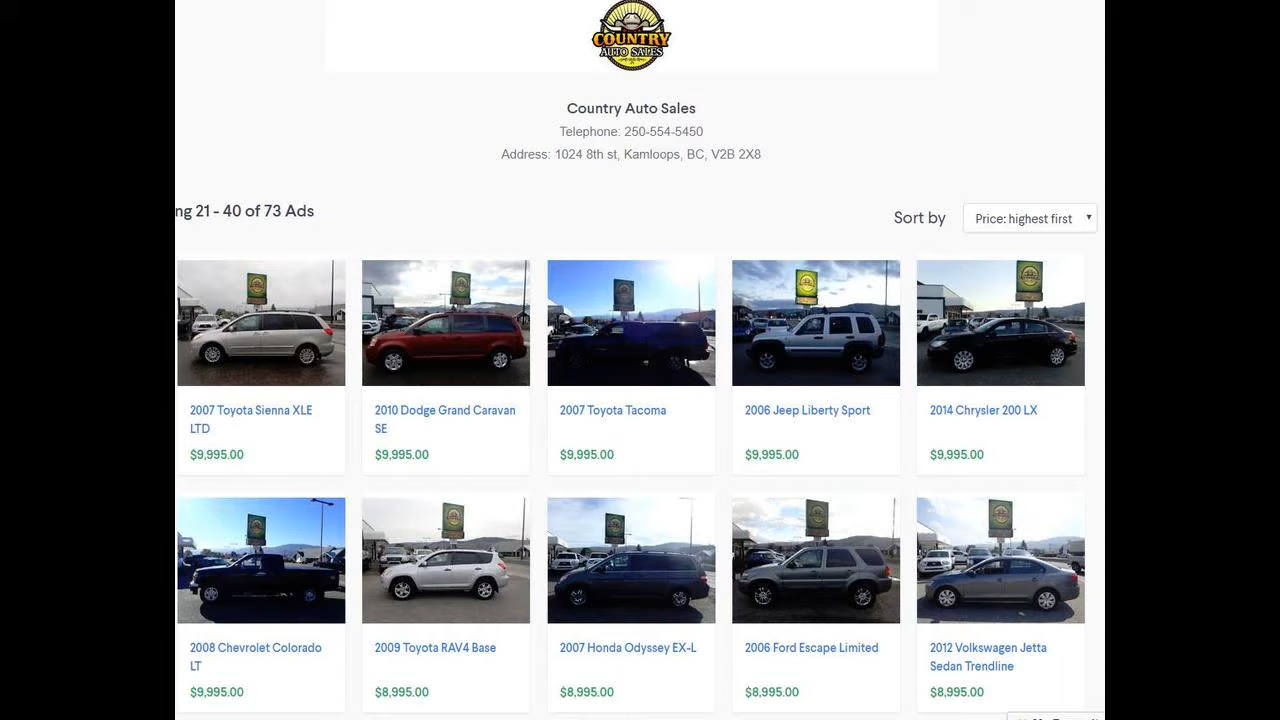 COUNTRY
AUTO SALES
Country Auto Sales
Telephone: 250-554-5450
Address: 1024 8th st, Kamloops, BC, V2B 2X8
ng 21 - 40 of 73 Ads
Sort by
Price: highest first
2007 Toyota Sienna XLE
LTD
$9,995.00
2010 Dodge Grand Caravan
SE
$9,995.00
2007 Toyota Tacoma
$9,995.00
2006 Jeep Liberty Sport
$9,995.00
2014 Chrysler 200 LX
$9,995.00
2008 Chevrolet Colorado
LT
$9,995.00
2009 Toyota RAV4 Base
$8,995.00
2007 Honda Odyssey EX-L
$8,995.00
2006 Ford Escape Limited
$8,995.00
2012 Volkswagen Jetta
Sedan Trendline
$8,995.00